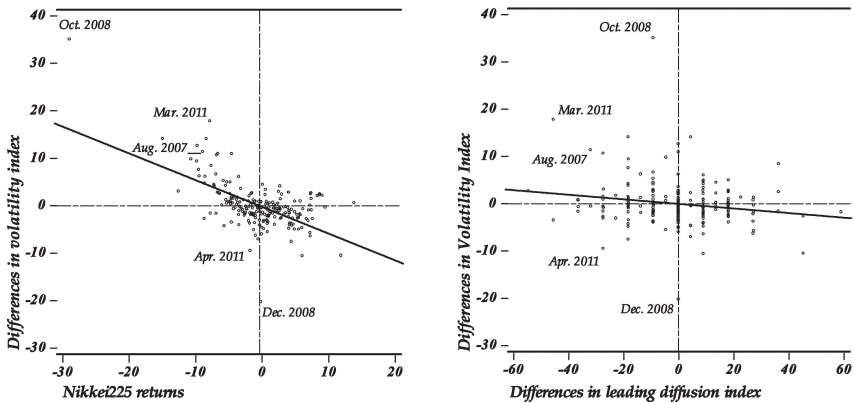 40
30
20
10
0
-10
-20
-30
-30
-20
-10
0
10
20
Differences in volatility index
Nikkei225 returns
Oct. 2008
Mar. 2011
Aug. 2007
Apr. 2011
Dec. 2008
40
30
20
10
0
-10
-20
-30
-60
-40
-20
0
20
40
60
Differences in Volatility Index
Differences in leading diffusion index
Oct. 2008
Mar. 2011
Aug. 2007
Apr. 2011
Dec. 2008